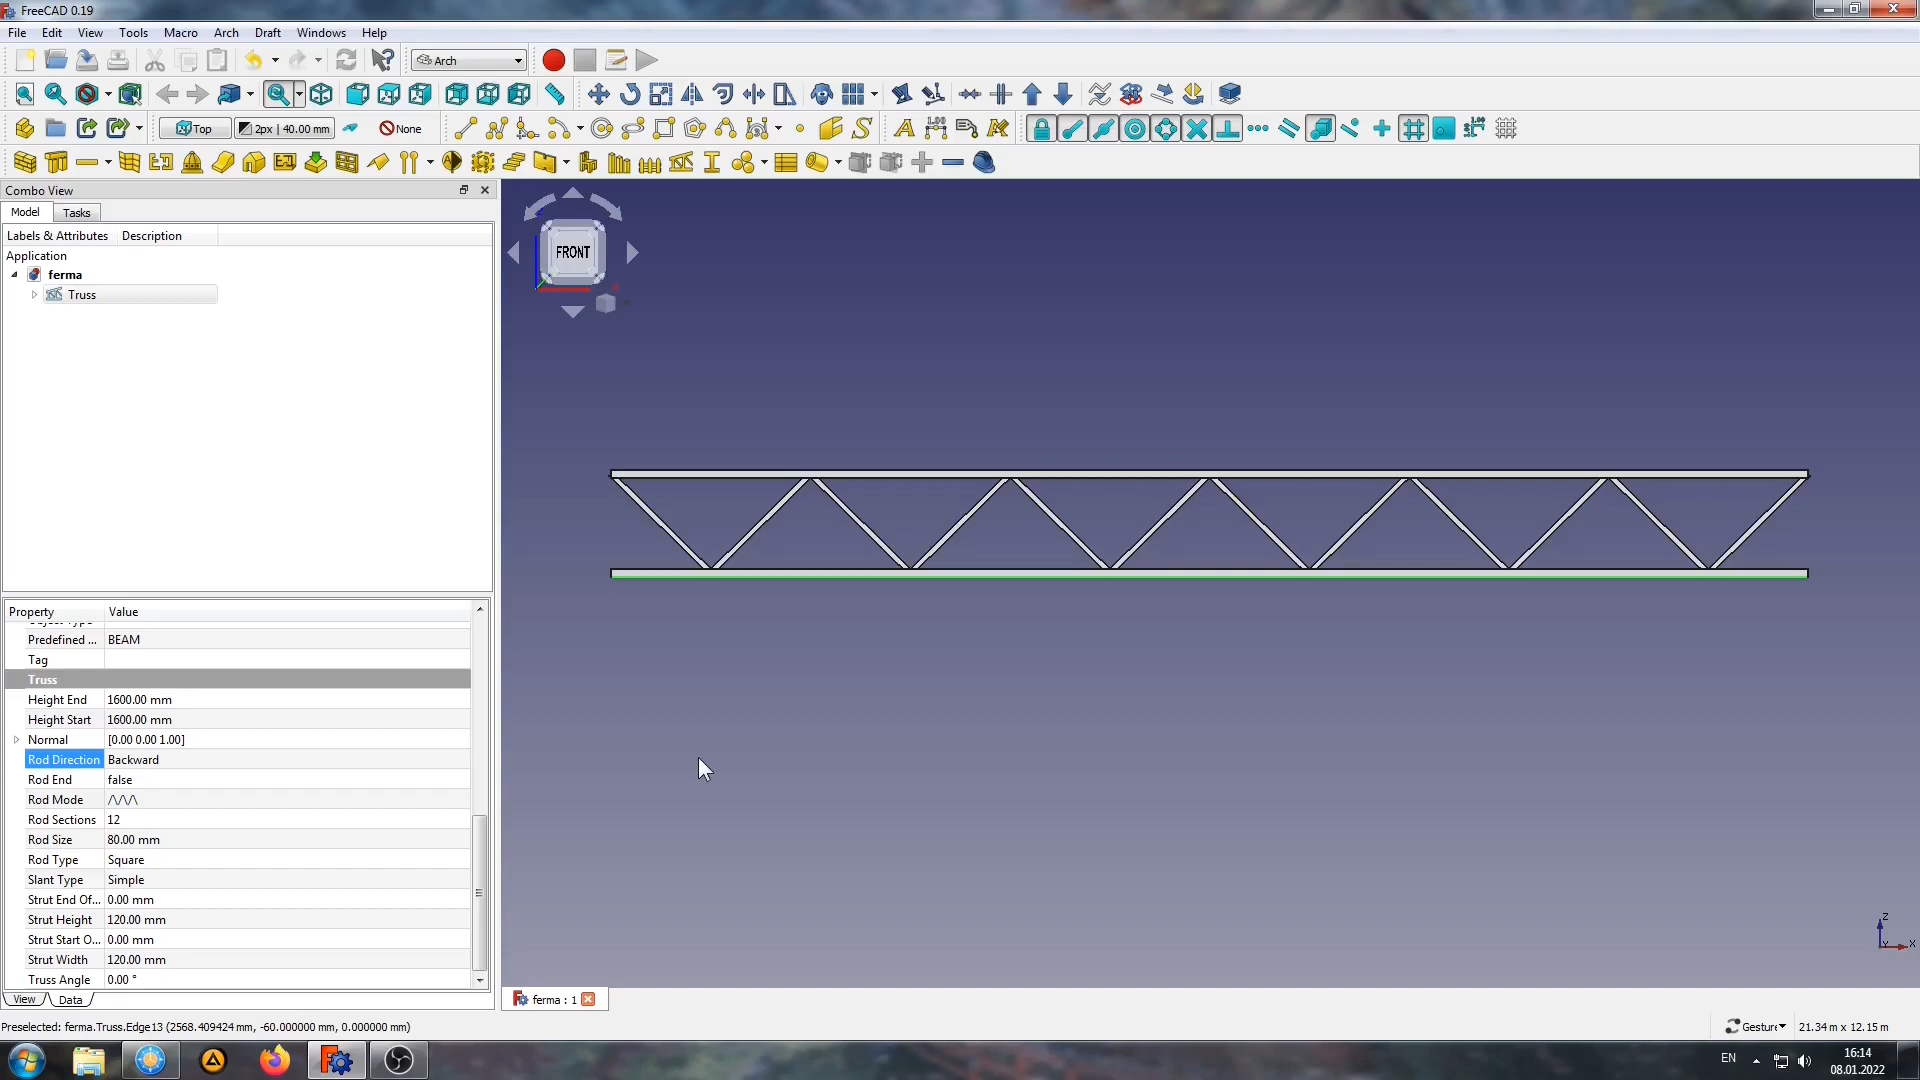 FreeCAD 0.19
File Edit View Tools Macro Arch Draft Windows Help
Arch
Top 2px | 40.00 mm None
Combo View
Model Tasks
Labels & Attributes Description
Application
ferma
Truss
FRONT
Property Value
Predefined ... BEAM
Tag
Truss
Height End 1600.00 mm
Height Start 1600.00 mm
Normal [0.00 0.00 1.00]
Rod Direction Backward
Rod End false
Rod Mode /\/\/\
Rod Sections 12
Rod Size 80.00 mm
Rod Type Square
Slant Type Simple
Strut End Of... 0.00 mm
Strut Height 120.00 mm
Strut Start O... 0.00 mm
Strut Width 120.00 mm
Truss Angle 0.00 °
View Data
ferma : 1
Z
Y X
Preselected: ferma.Truss.Edge13 (2568.409424 mm, -60.000000 mm, 0.000000 mm)
Gesture 21.34 m x 12.15 m
EN 16:14
08.01.2022